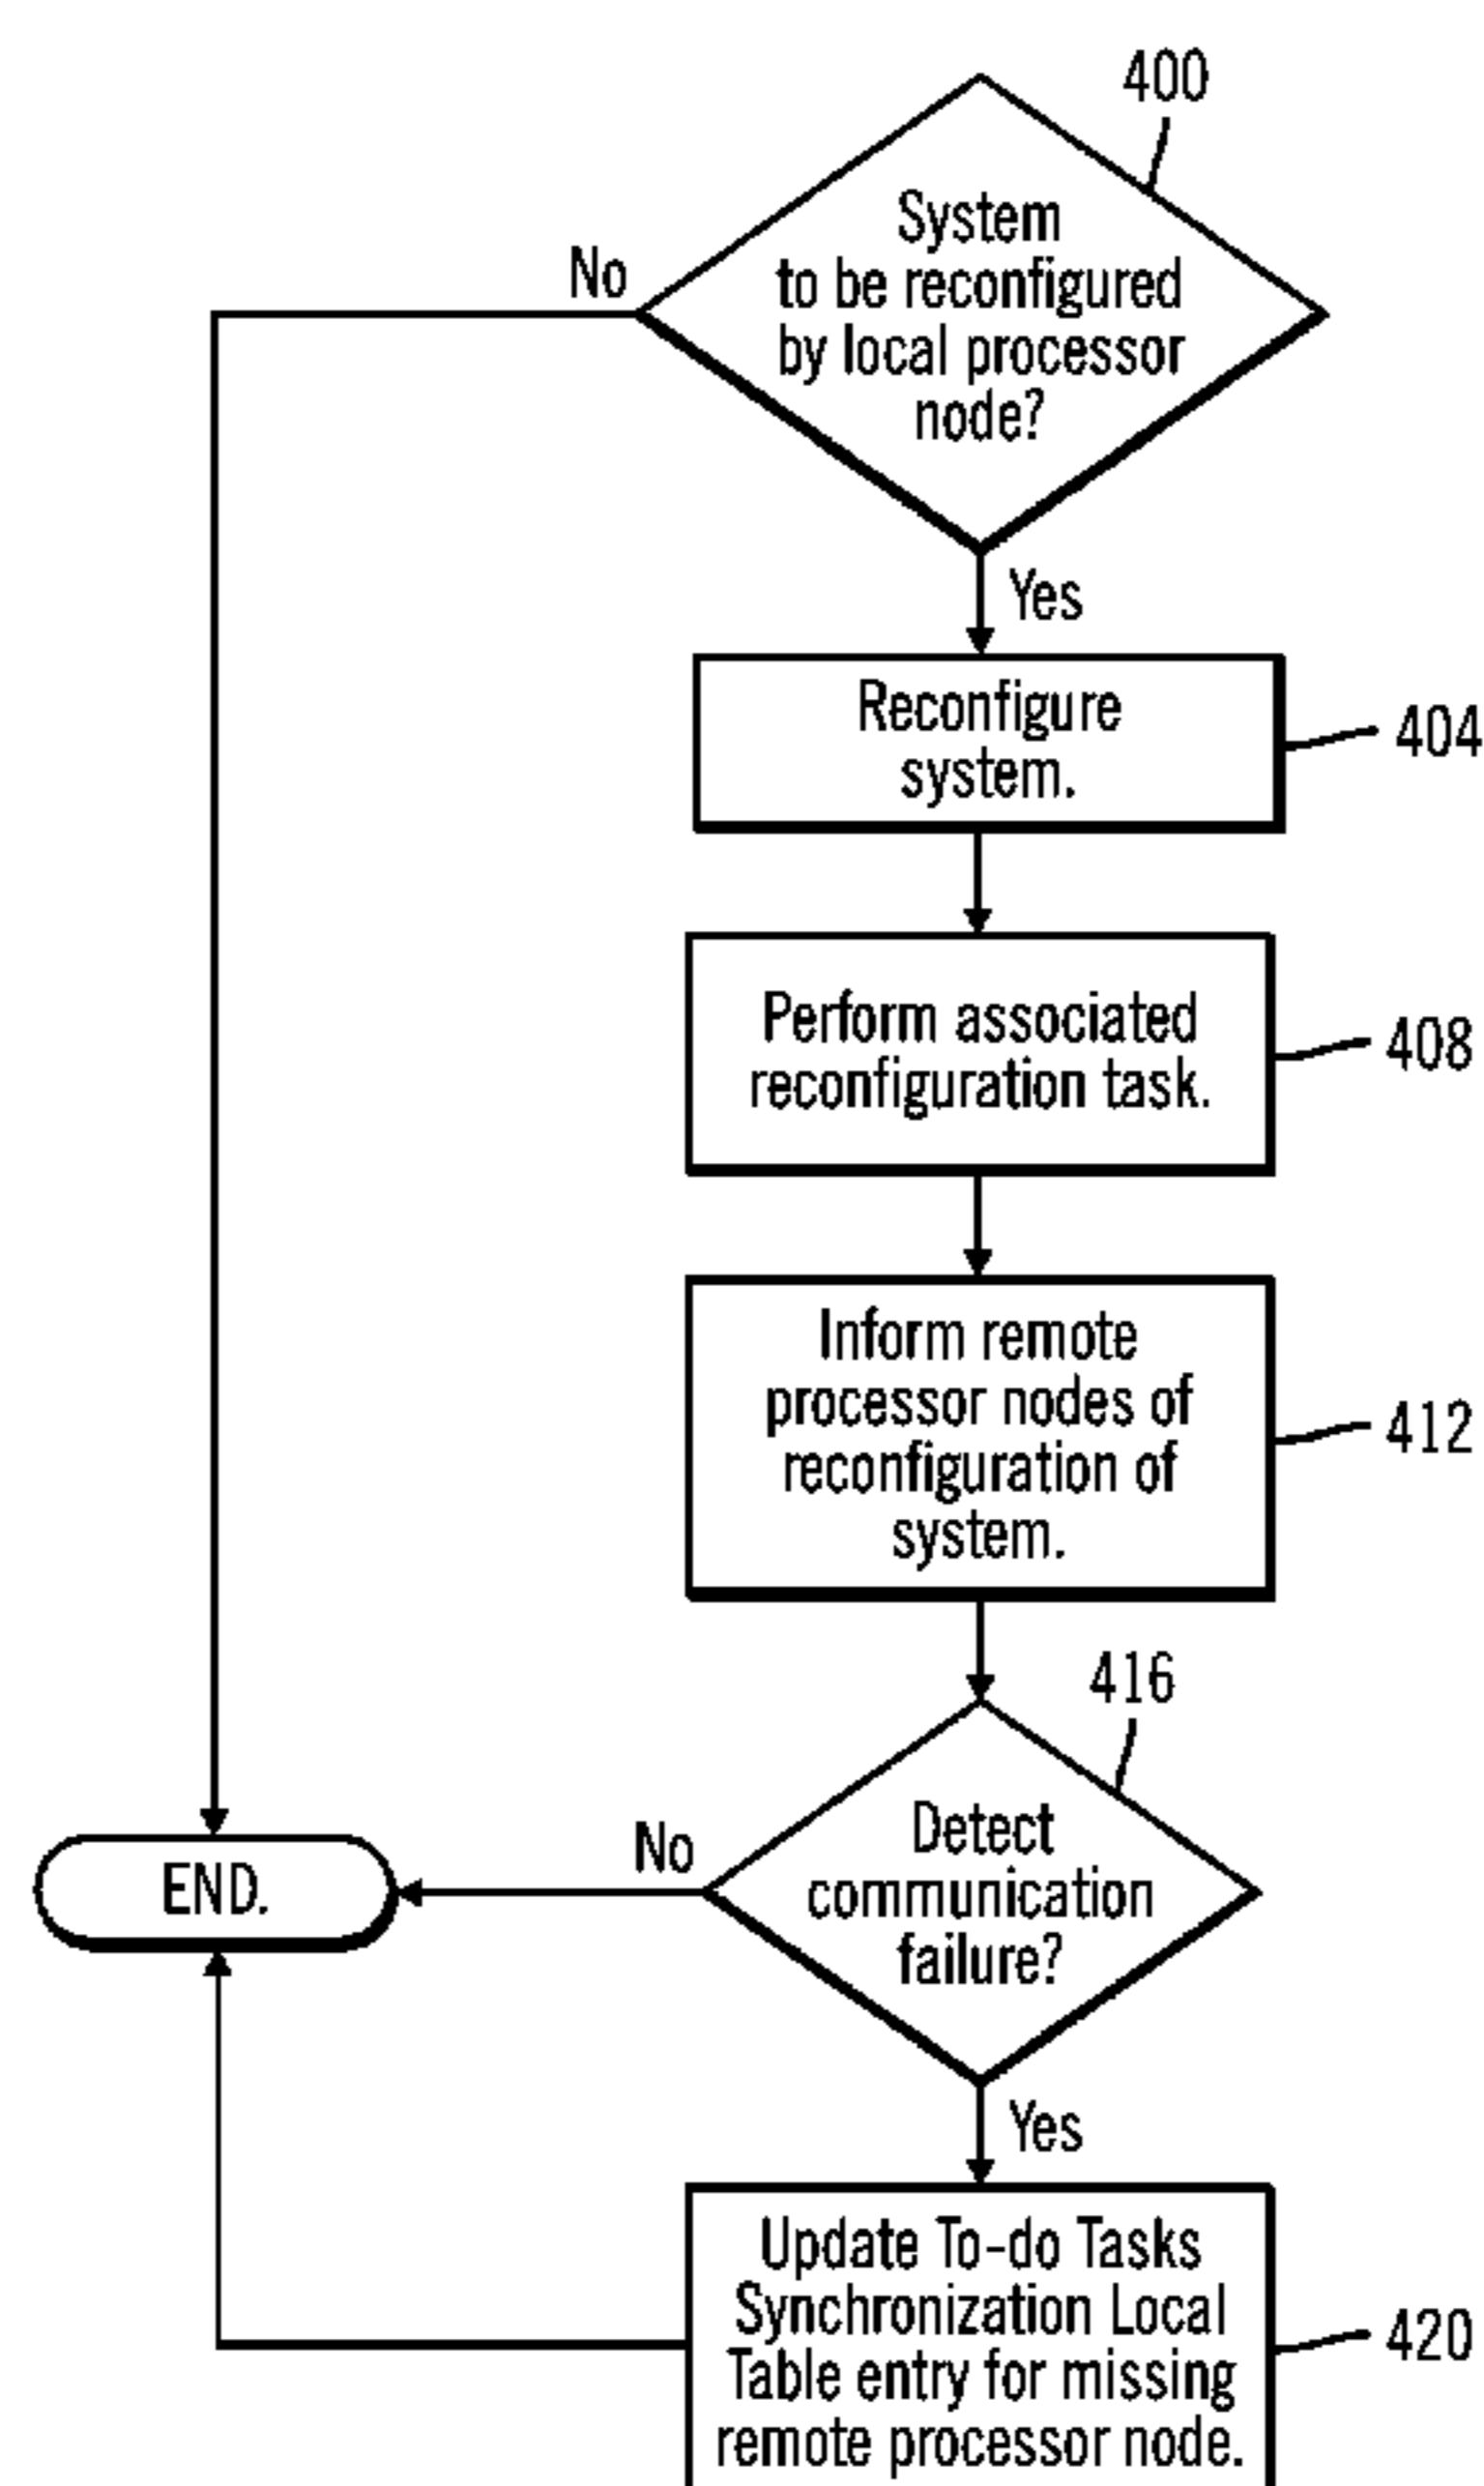 400
System
to be reconfigured
by local processor
node?
No
Yes
Reconfigure
system.
404
Perform associated
reconfiguration task.
408
Inform remote
processor nodes of
reconfiguration of
system.
412
416
Detect
communication
failure?
No
END.
Yes
Update To-do Tasks
Synchronization Local
Table entry for missing
remote processor node.
420